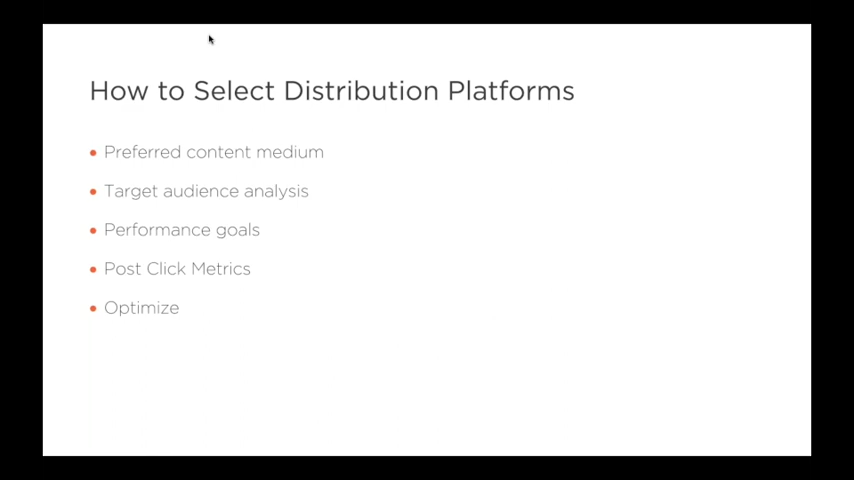 How to Select Distribution Platforms
Preferred content medium
Target audience analysis
Performance goals
Post Click Metrics
Optimize